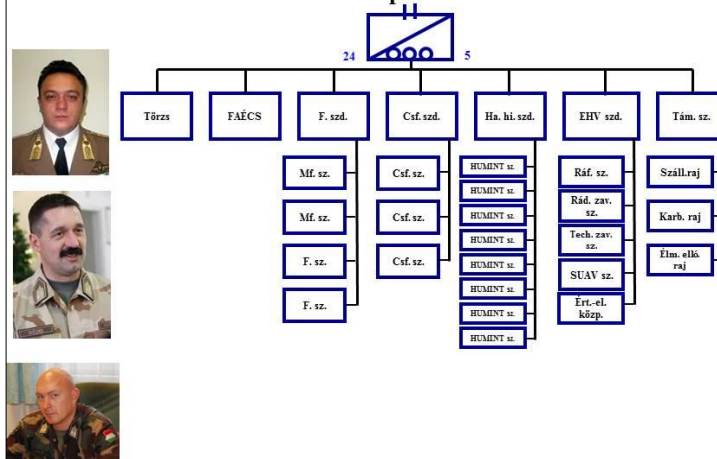 24 5
Törzs FAÉCS F. szd. Csf. szd. Ha. hi. szd. EHV szd. Tám. sz.
Mf. sz.
Mf. sz.
F. sz.
F. sz.
Csf. sz.
Csf. sz.
Csf. sz.
HUMINT sz.
HUMINT sz.
HUMINT sz.
HUMINT sz.
HUMINT sz.
HUMINT sz.
HUMINT sz.
HUMINT sz.
Ráf. sz.
Rád. zav.
sz.
Tech. zav.
sz.
SUAV sz.
Ért.-el.
közp.
Száll.raj
Karb. raj
Élm. elló.
raj